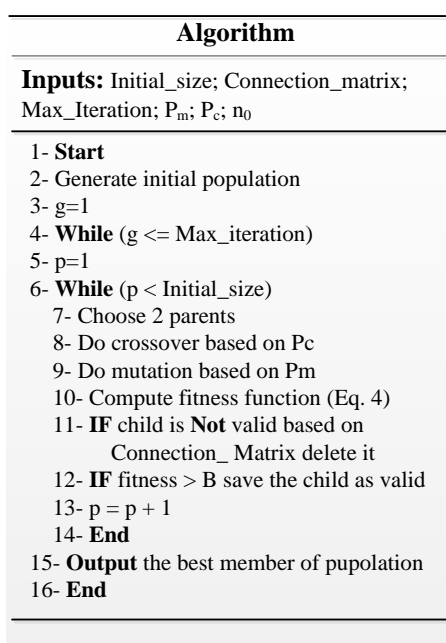 Algorithm
Inputs: Initial_size; Connection_matrix;
Max_Iteration; Pm; Pc; n0
1- Start
2- Generate initial population
3- g=1
4- While (g <= Max_iteration)
5- p=1
6- While (p < Initial_size)
7- Choose 2 parents
8- Do crossover based on Pc
9- Do mutation based on Pm
10- Compute fitness function (Eq. 4)
11- IF child is Not valid based on
Connection_ Matrix delete it
12- IF fitness > B save the child as valid
13- p = p + 1
14- End
15- Output the best member of pupolation
16- End